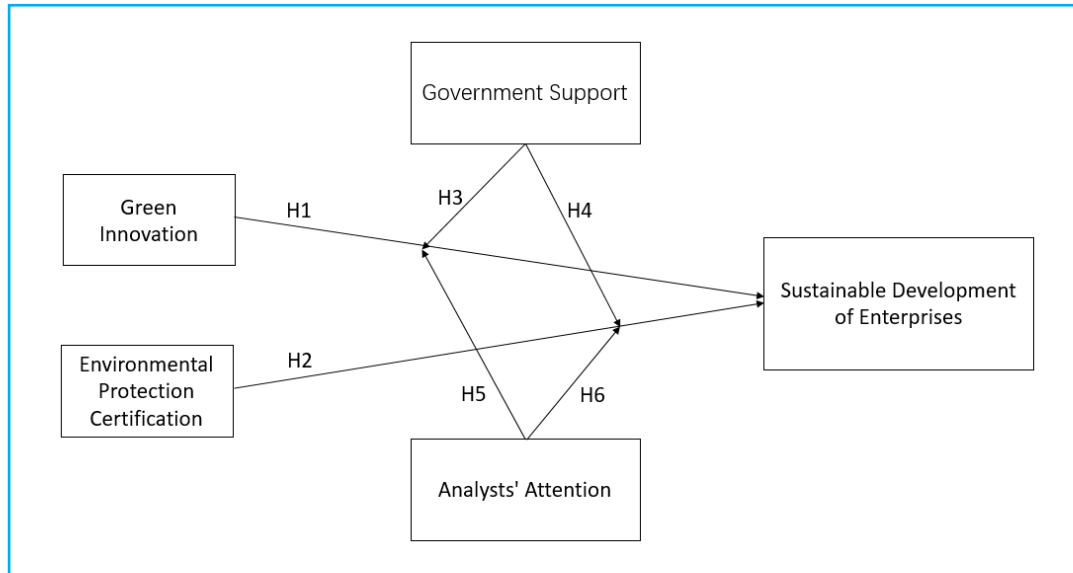 Government Support
H3
H4
Green
Innovation
H1
Sustainable Development
of Enterprises
Environmental
Protection
Certification
H2
H5
H6
Analysts' Attention